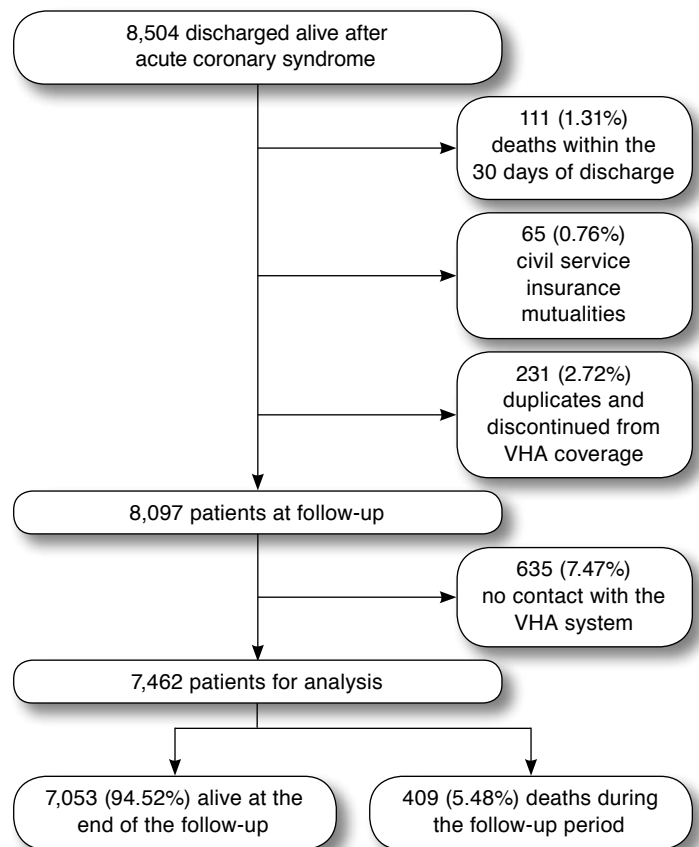 8,504 discharged alive after
acute coronary syndrome
111 (1.31%)
deaths within the
30 days of discharge
65 (0.76%)
civil service
insurance
mutualities
231 (2.72%)
duplicates and
discontinued from
VHA coverage
8,097 patients at follow-up
635 (7.47%)
no contact with the
VHA system
7,462 patients for analysis
7,053 (94.52%) alive at the
end of the follow-up
409 (5.48%) deaths during
the follow-up period